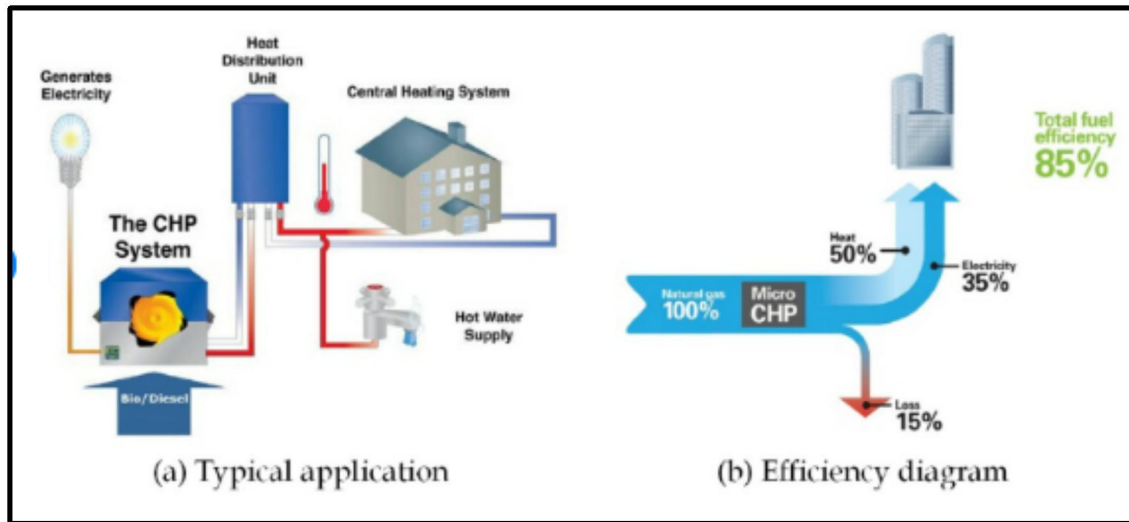 Generates
Electricity
Heat
Distribution
Unit
Central Heating System
The CHP
System
Hot Water
Supply
Bio/Diesel
(a) Typical application
Total fuel
efficiency
85%
Heat
50%
Electricity
35%
Natural gas
100%
Micro
CHP
Loss
15%
(b) Efficiency diagram